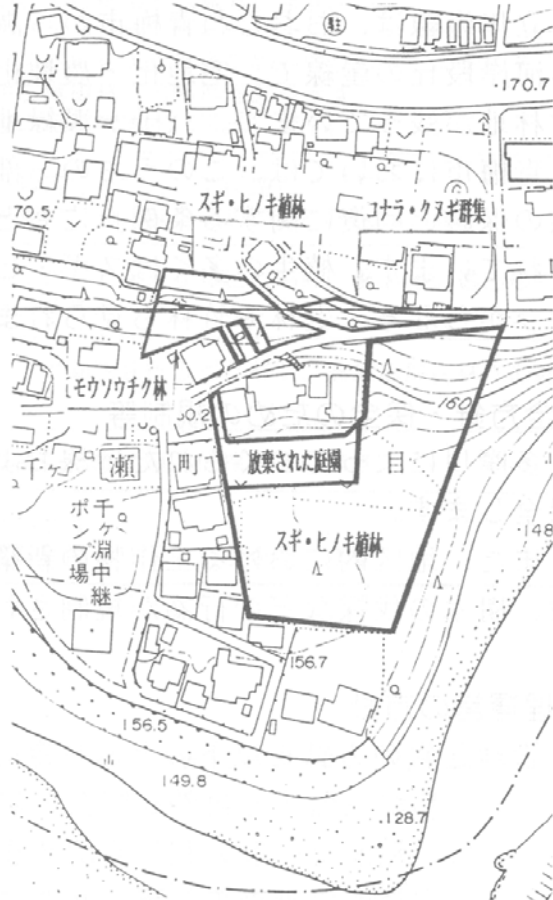 ・170.7
スギ・ヒノキ植林
コナラ・クヌギ群集
70.5
モウソウチク林
160
放棄された庭園
千ヶ瀬町
目
スギ・ヒノキ植林
千ヶ淵中継
ポンプ場
・148
156.7
156.5
149.8
・128.7